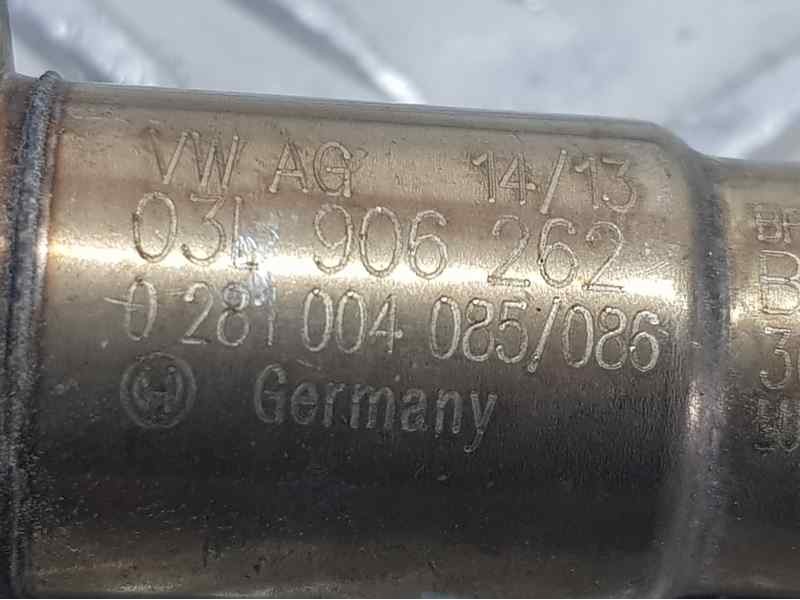 VW AG 14/13
03L 906 262
0 281 004 085/086
Germany